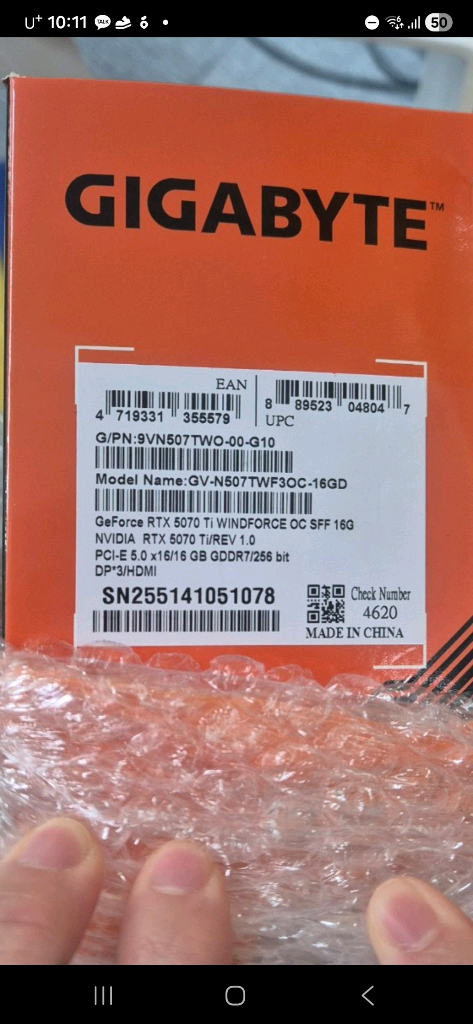 U⁺ 10:11 TALK 50
GIGABYTE™
EAN
4 719331 355579
8 89523 04804 7
UPC
G/PN:9VN507TWO-00-G10
Model Name:GV-N507TWF3OC-16GD
GeForce RTX 5070 Ti WINDFORCE OC SFF 16G
NVIDIA RTX 5070 Ti/REV 1.0
PCI-E 5.0 x16/16 GB GDDR7/256 bit
DP*3/HDMI
SN255141051078
Check Number
4620
MADE IN CHINA